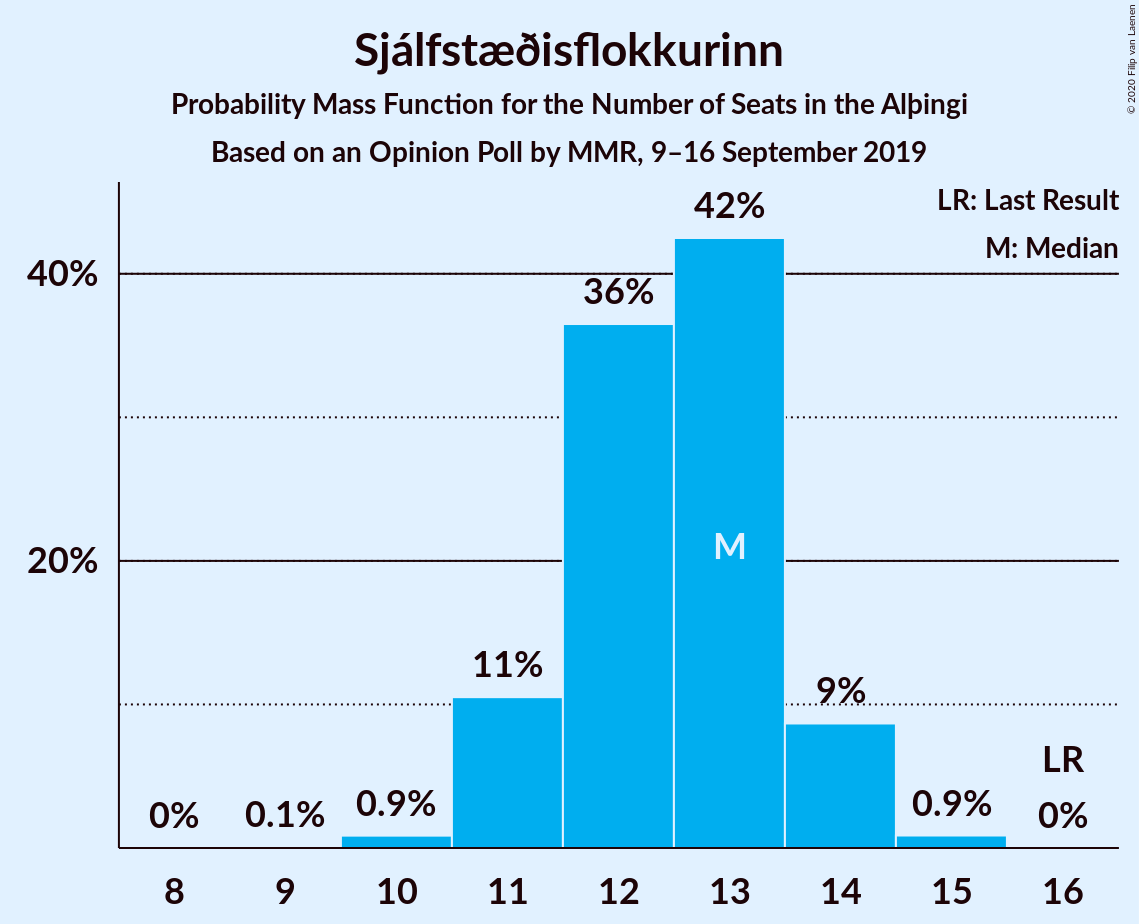 Sjálfstæðisflokkurinn
Probability Mass Function for the Number of Seats in the Alþingi
Based on an Opinion Poll by MMR, 9–16 September 2019
© 2020 Filip van Laenen
LR: Last Result
M: Median
40%
20%
0%
0.1%
0.9%
11%
36%
42%
M
9%
0.9%
LR
0%
8
9
10
11
12
13
14
15
16